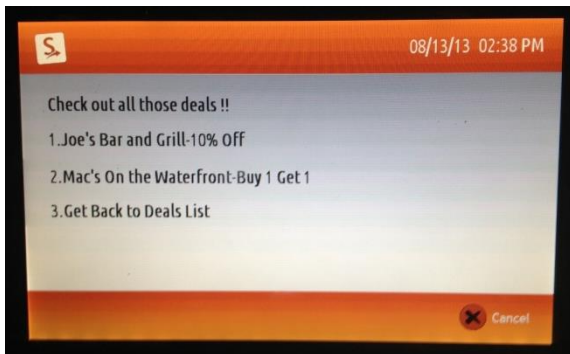 S
08/13/13 02:38 PM
Check out all those deals !!
1.Joe's Bar and Grill-10% Off
2.Mac's On the Waterfront-Buy 1 Get 1
3.Get Back to Deals List
Cancel